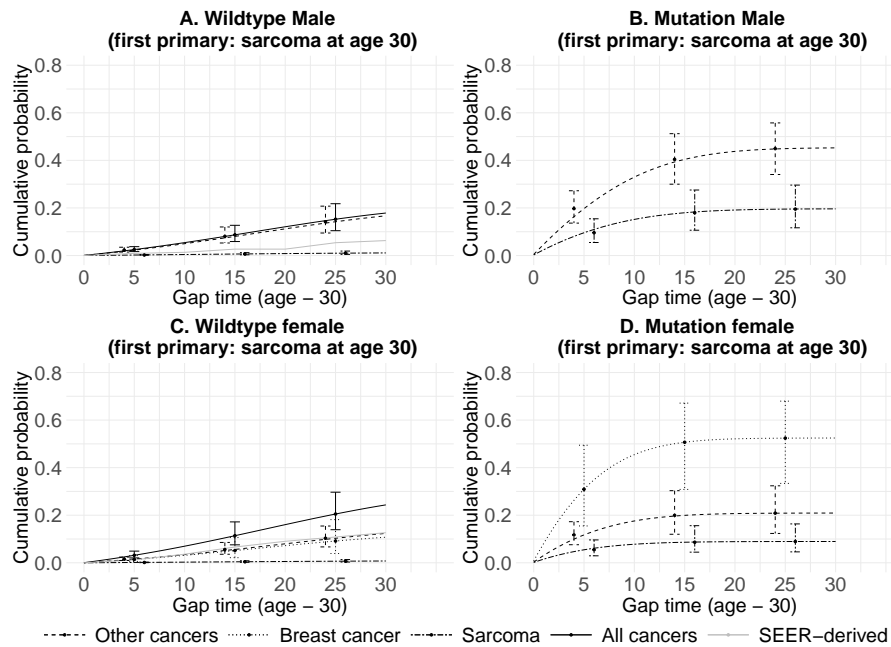 A. Wildtype Male
(first primary: sarcoma at age 30)
B. Mutation Male
(first primary: sarcoma at age 30)
Cumulative probability
0.8
0.6
0.4
0.2
0.0
0 5 10 15 20 25 30
Gap time (age − 30)
Cumulative probability
0.8
0.6
0.4
0.2
0.0
0 5 10 15 20 25 30
Gap time (age − 30)
C. Wildtype female
(first primary: sarcoma at age 30)
D. Mutation female
(first primary: sarcoma at age 30)
Cumulative probability
0.8
0.6
0.4
0.2
0.0
0 5 10 15 20 25 30
Gap time (age − 30)
Cumulative probability
0.8
0.6
0.4
0.2
0.0
0 5 10 15 20 25 30
Gap time (age − 30)
Other cancers Breast cancer Sarcoma All cancers SEER−derived